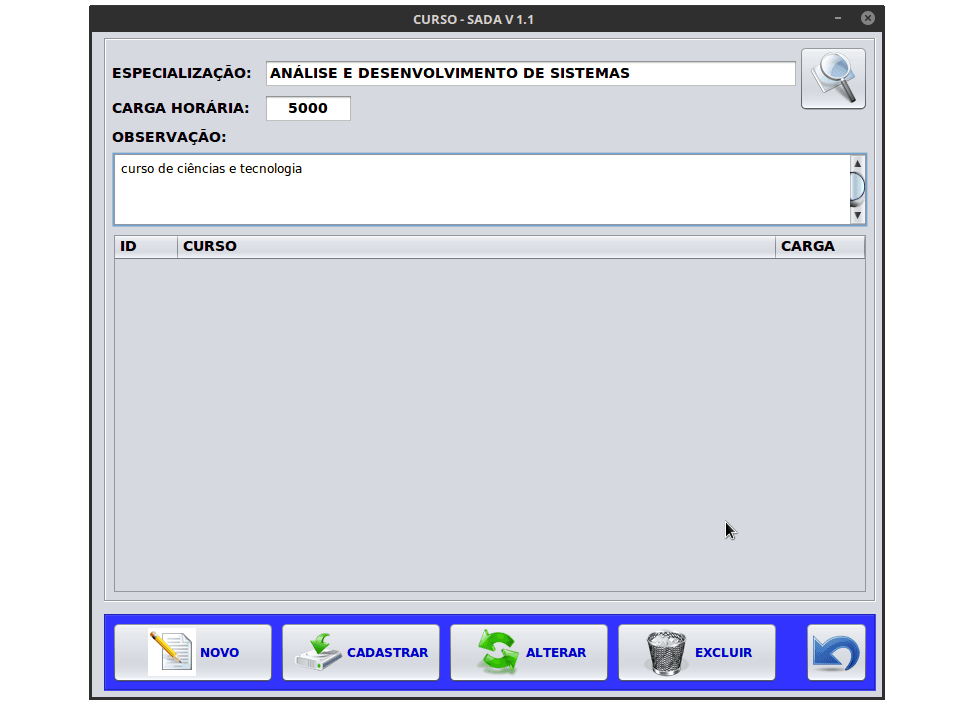 CURSO - SADA V 1.1
ESPECIALIZAÇÃO: ANÁLISE E DESENVOLVIMENTO DE SISTEMAS
CARGA HORÁRIA: 5000
OBSERVAÇÃO:
curso de ciências e tecnologia
ID CURSO CARGA
NOVO CADASTRAR ALTERAR EXCLUIR